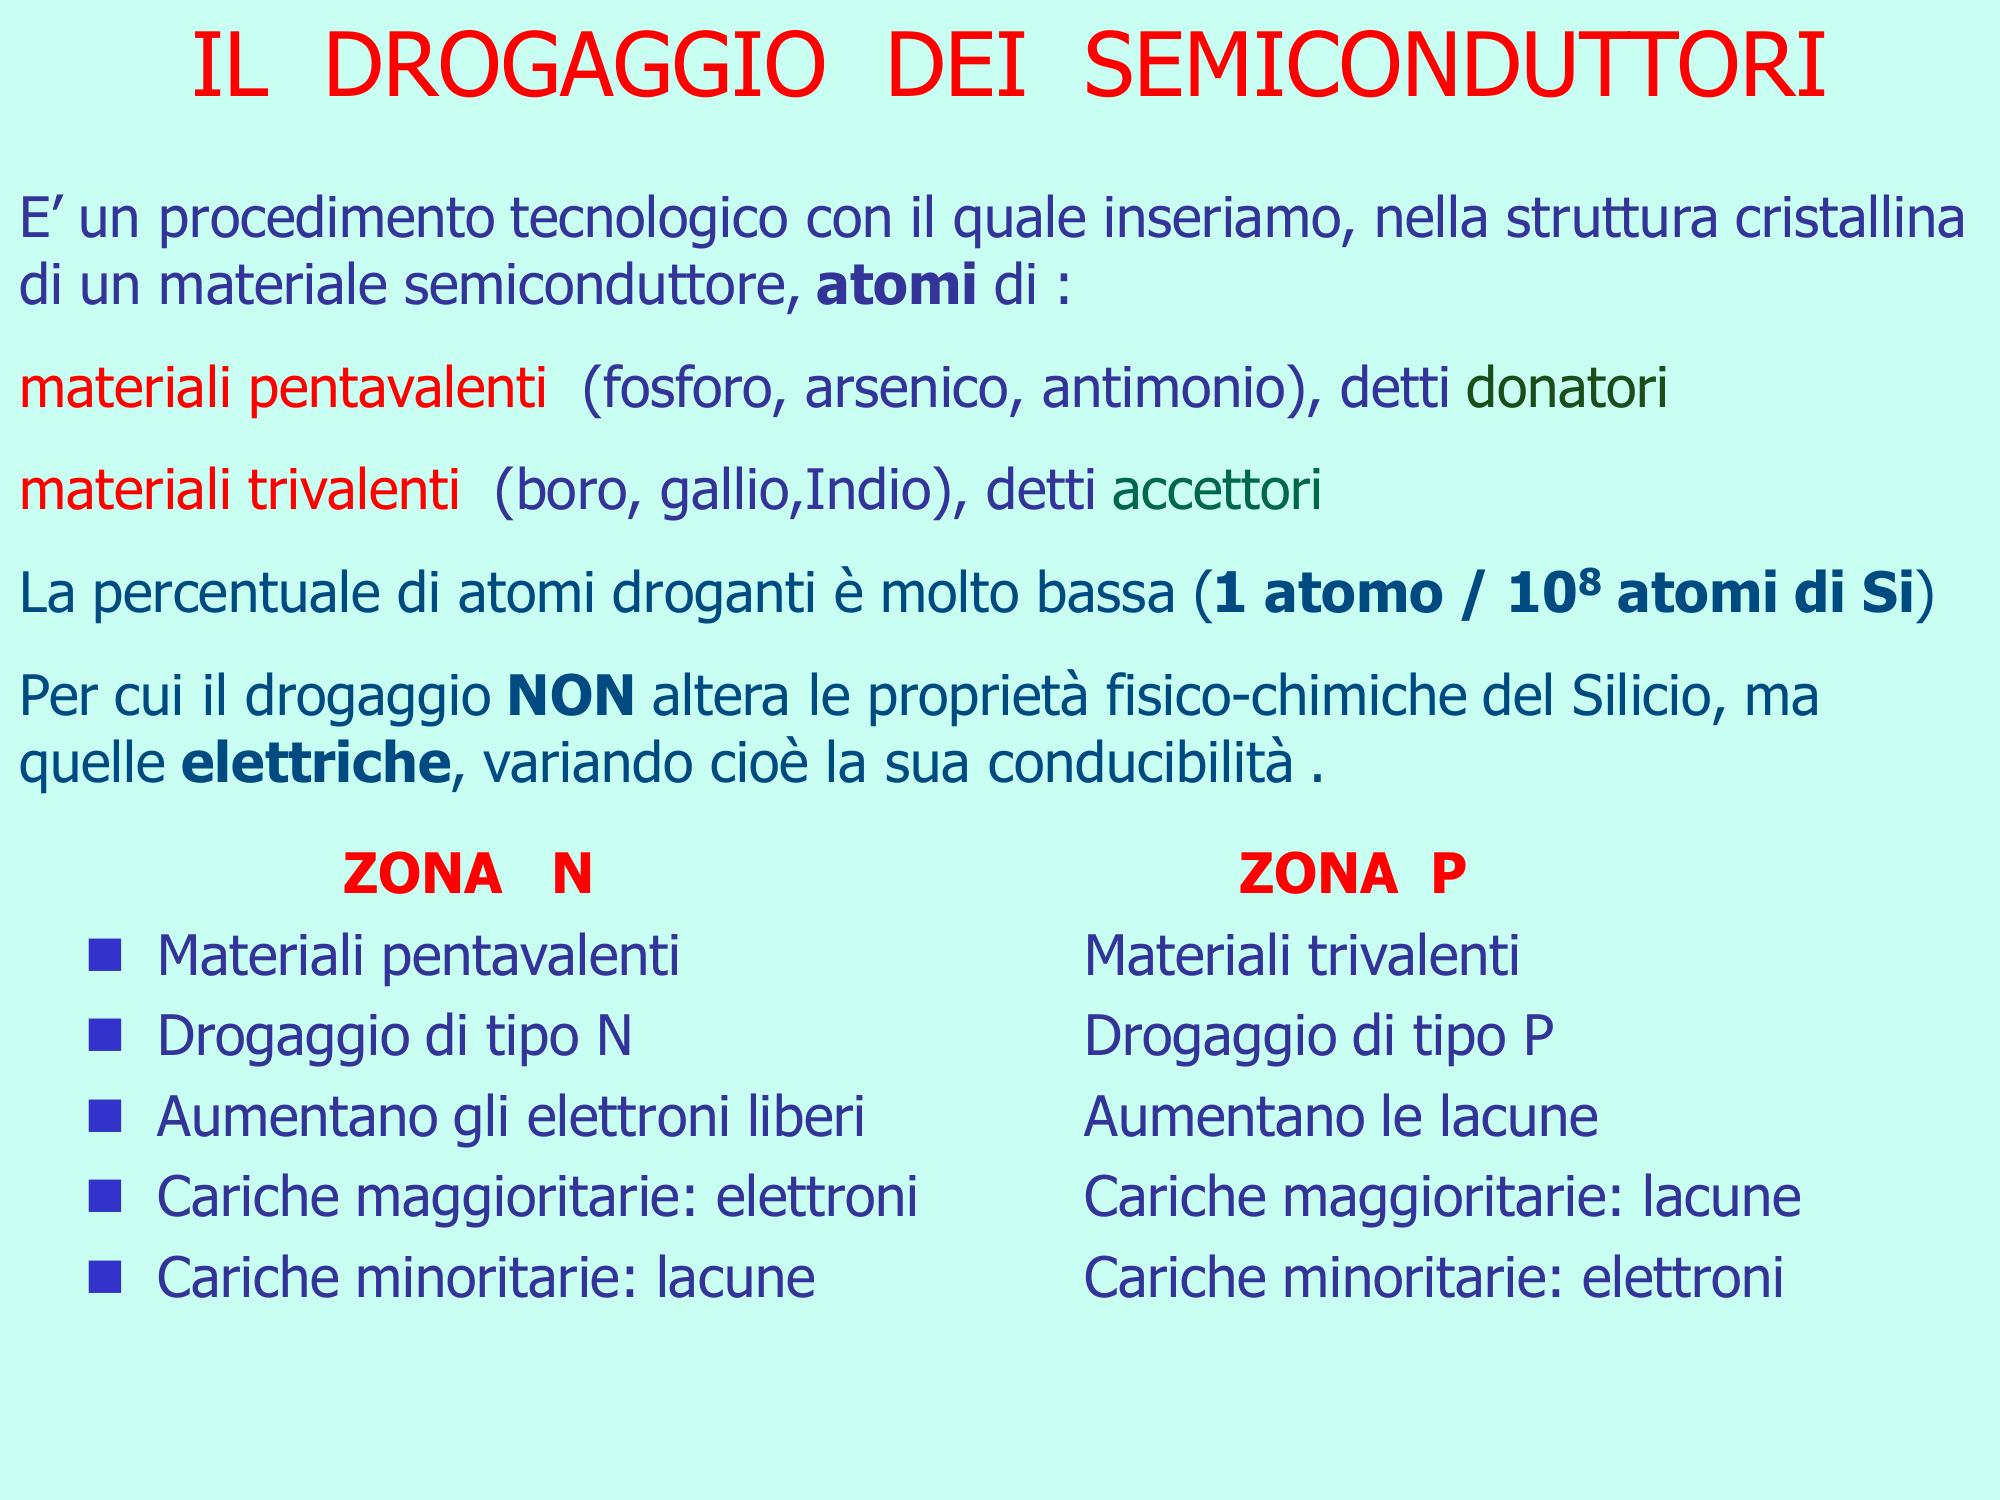 IL DROGAGGIO DEI SEMICONDUTTORI
E’ un procedimento tecnologico con il quale inseriamo, nella struttura cristallina
di un materiale semiconduttore, atomi di :
materiali pentavalenti (fosforo, arsenico, antimonio), detti donatori
materiali trivalenti (boro, gallio,Indio), detti accettori
La percentuale di atomi droganti è molto bassa (1 atomo / 10⁸ atomi di Si)
Per cui il drogaggio NON altera le proprietà fisico-chimiche del Silicio, ma
quelle elettriche, variando cioè la sua conducibilità .
ZONA N
■ Materiali pentavalenti
■ Drogaggio di tipo N
■ Aumentano gli elettroni liberi
■ Cariche maggioritarie: elettroni
■ Cariche minoritarie: lacune
ZONA P
Materiali trivalenti
Drogaggio di tipo P
Aumentano le lacune
Cariche maggioritarie: lacune
Cariche minoritarie: elettroni